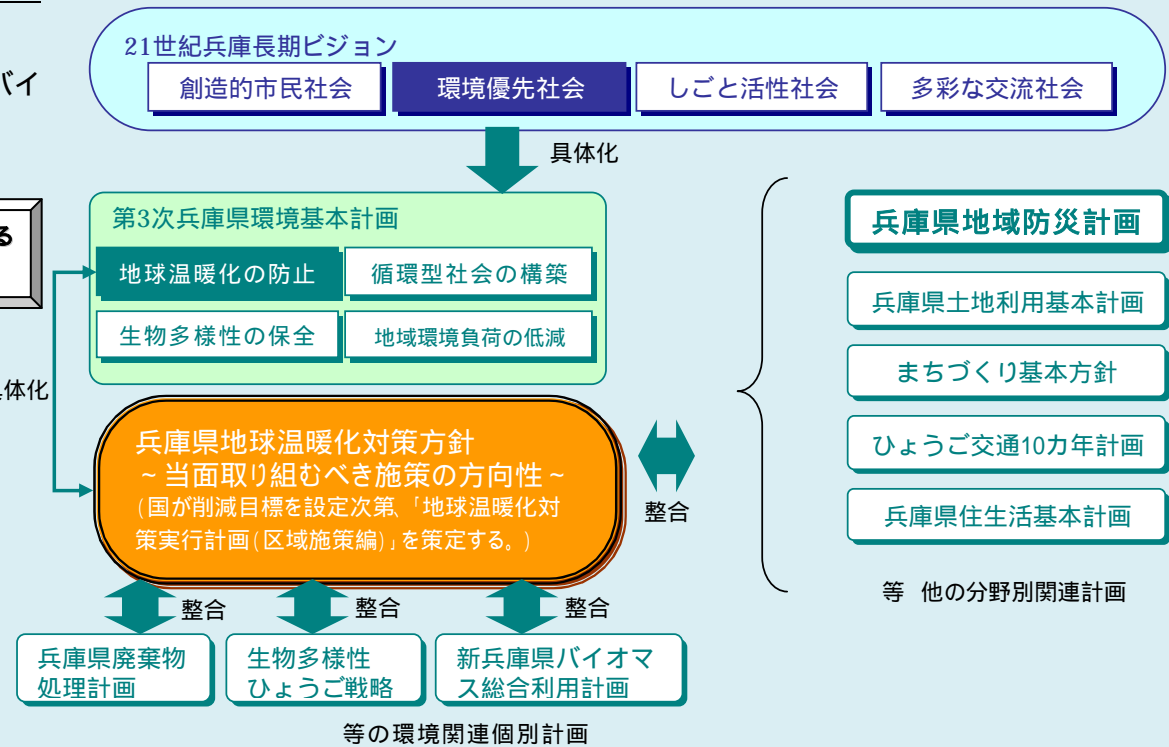 21世紀兵庫長期ビジョン
創造的市民社会
環境優先社会
しごと活性社会
多彩な交流社会
バイ
具体化
る
第3次兵庫県環境基本計画
地球温暖化の防止
循環型社会の構築
生物多様性の保全
地域環境負荷の低減
体化
兵庫県地球温暖化対策方針
~当面取り組むべき施策の方向性~
(国が削減目標を設定次第、「地球温暖化対
策実行計画(区域施策編)」を策定する。)
整合
整合
整合
整合
兵庫県廃棄物
処理計画
生物多様性
ひょうご戦略
新兵庫県バイオマ
ス総合利用計画
等の環境関連個別計画
兵庫県地域防災計画
兵庫県土地利用基本計画
まちづくり基本方針
ひょうご交通10カ年計画
兵庫県住生活基本計画
等 他の分野別関連計画